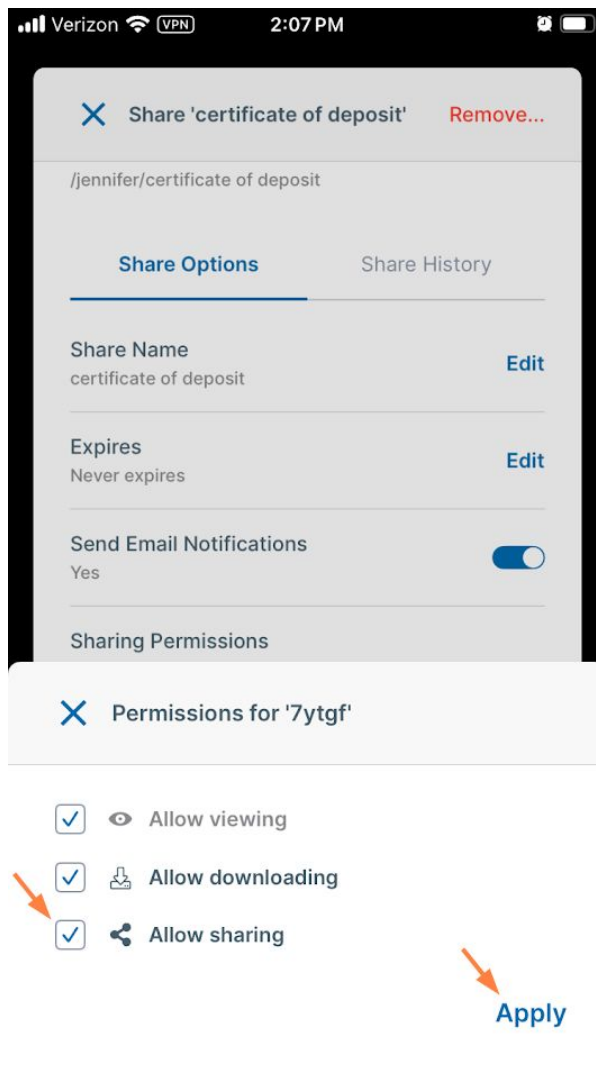 Verizon VPN 2:07 PM
Share 'certificate of deposit' Remove...
/jennifer/certificate of deposit
Share Options Share History
Share Name
certificate of deposit
Edit
Expires
Never expires
Edit
Send Email Notifications
Yes
Sharing Permissions
Permissions for '7ytgf'
Allow viewing
Allow downloading
Allow sharing
Apply